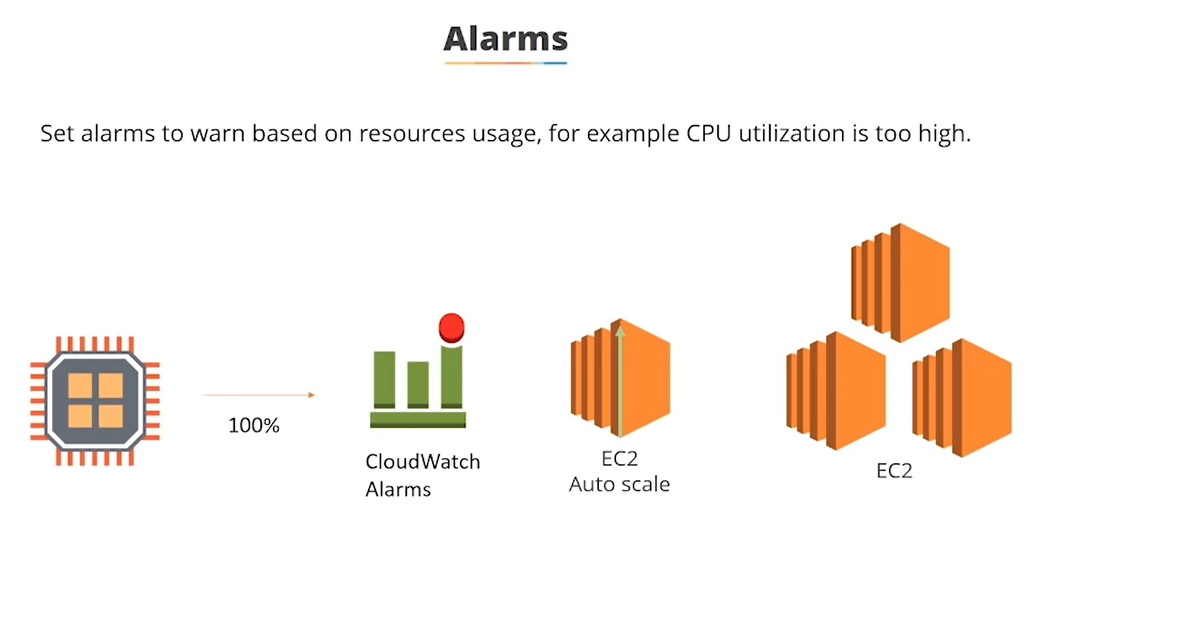 Alarms
Set alarms to warn based on resources usage, for example CPU utilization is too high.
100%
CloudWatch
Alarms
EC2
Auto scale
EC2